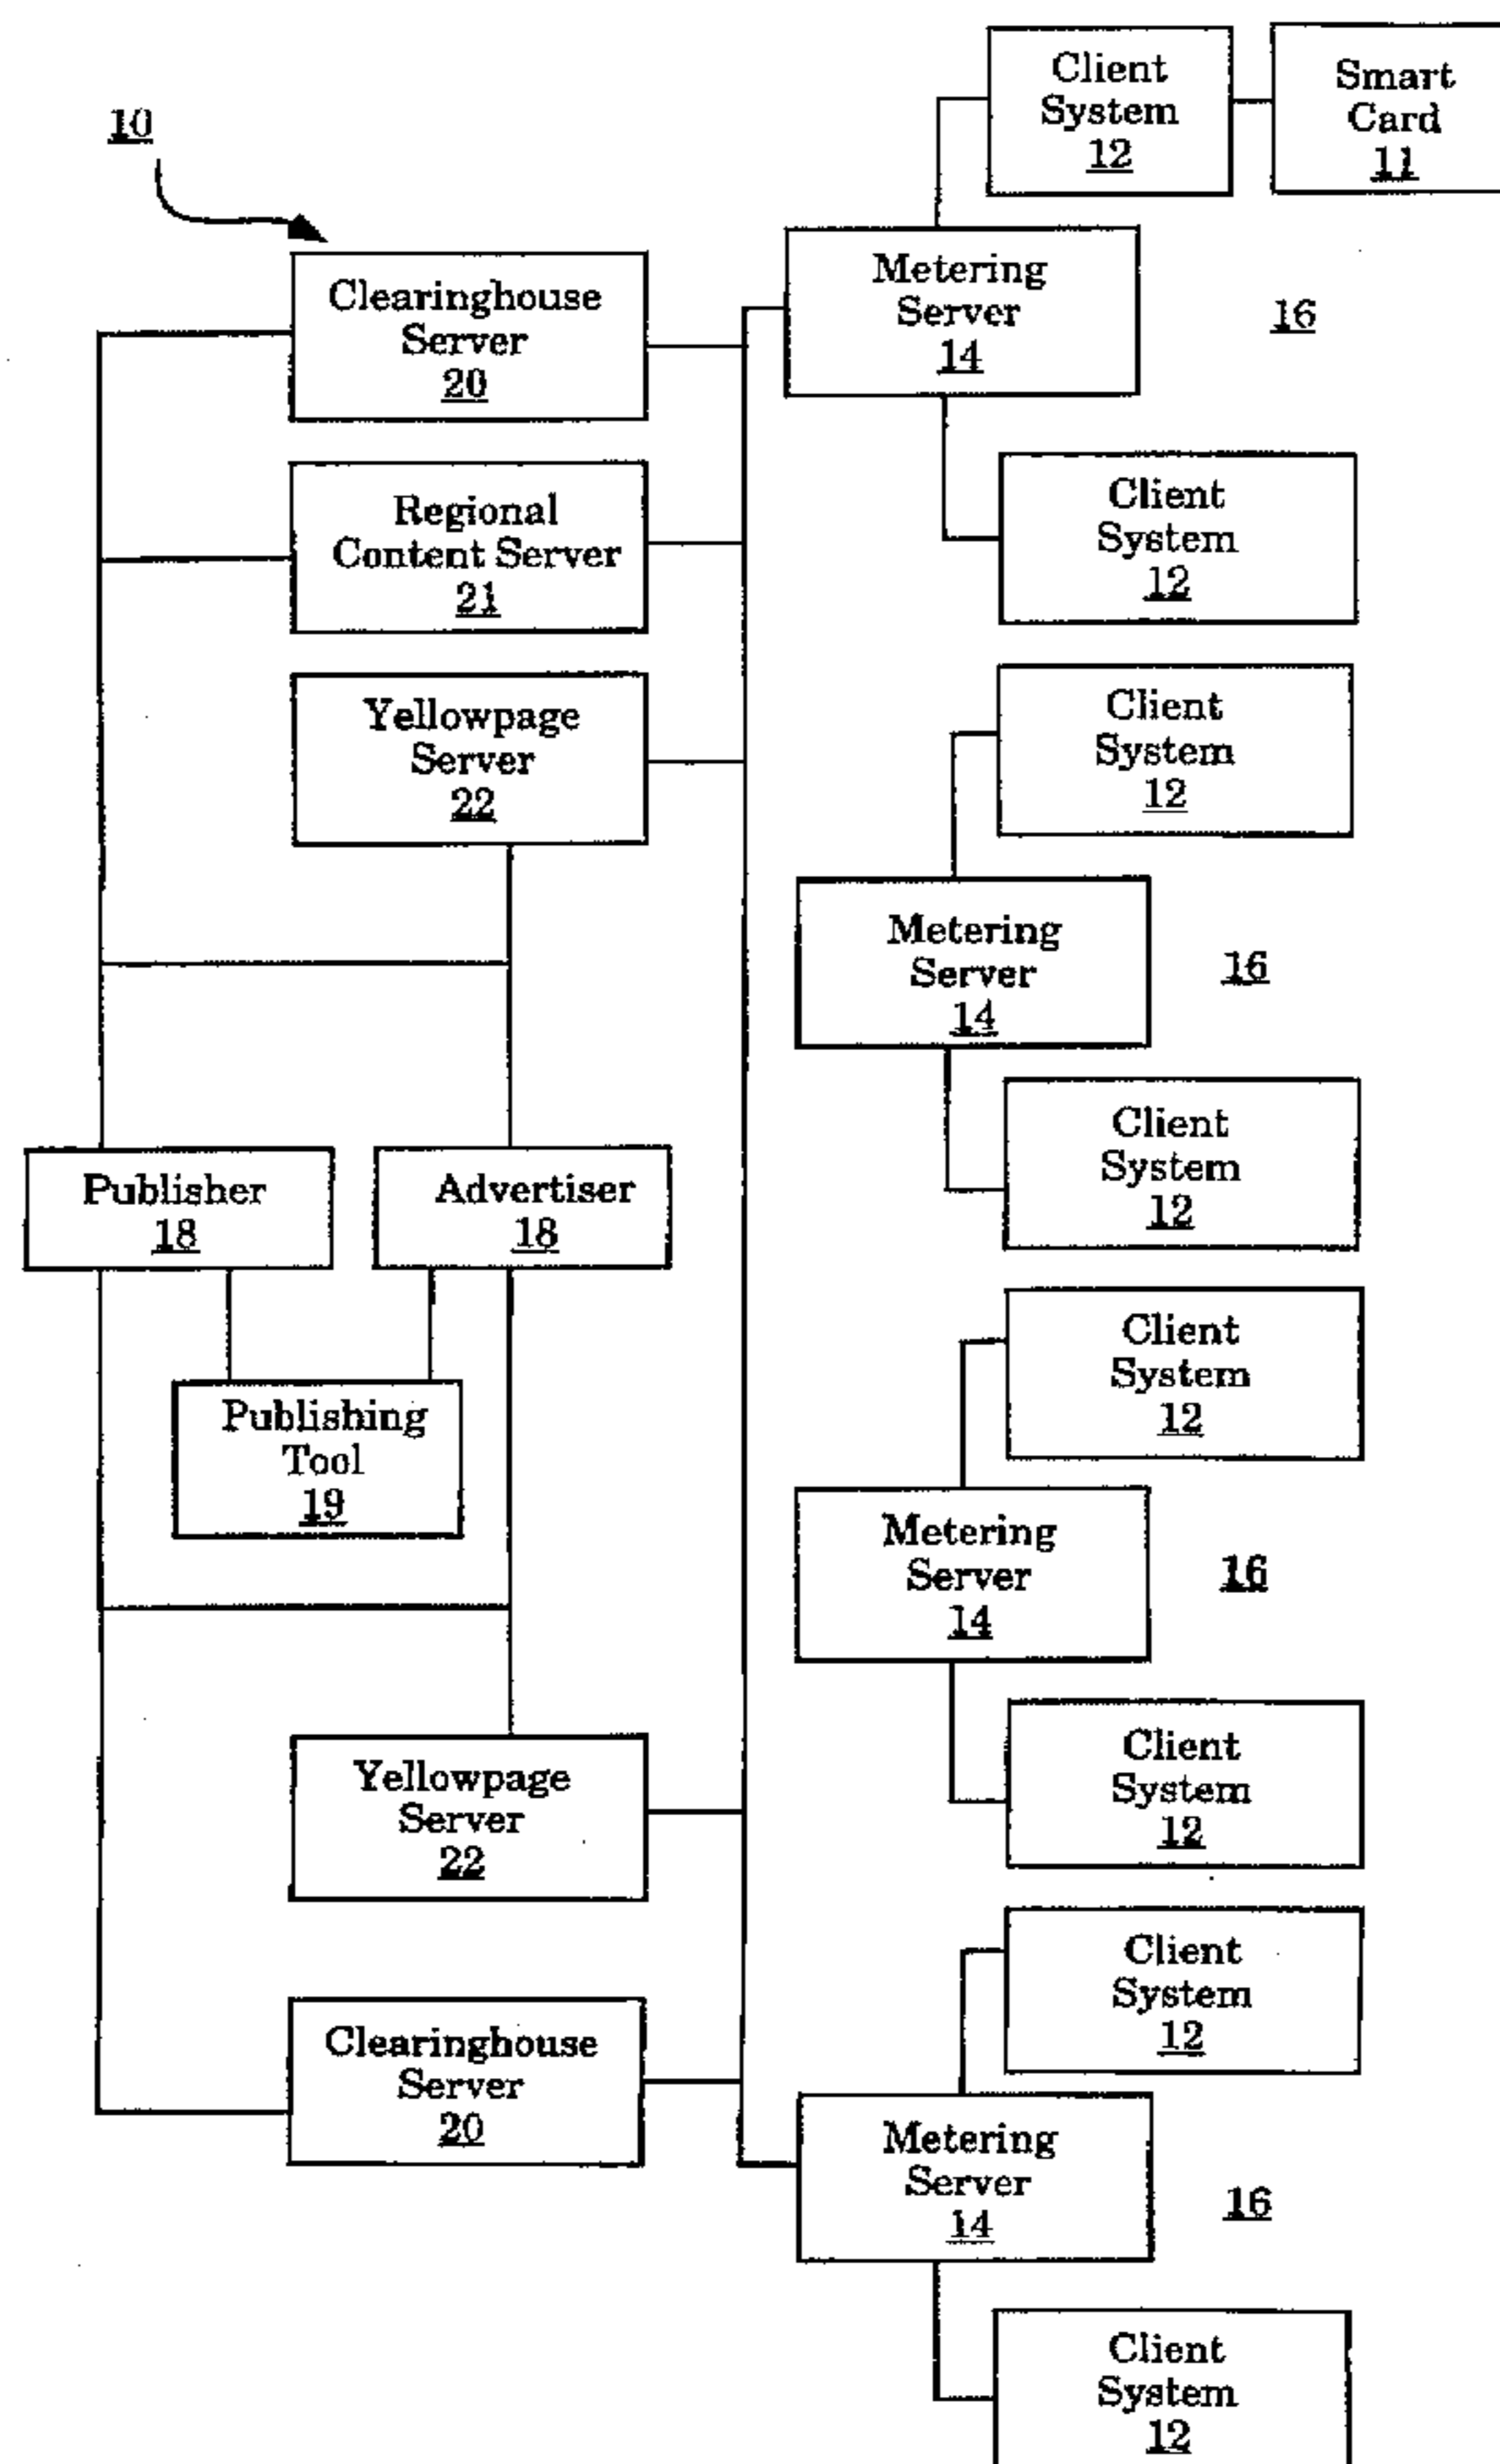 10
Client
System
12
Smart
Card
11
Clearinghouse
Server
20
Metering
Server
14
16
Regional
Content Server
21
Client
System
12
Yellowpage
Server
22
Client
System
12
Metering
Server
14
16
Publisher
18
Advertiser
18
Client
System
12
Publishing
Tool
19
Client
System
12
Metering
Server
14
16
Yellowpage
Server
22
Client
System
12
Clearinghouse
Server
20
Client
System
12
Metering
Server
14
16
Client
System
12